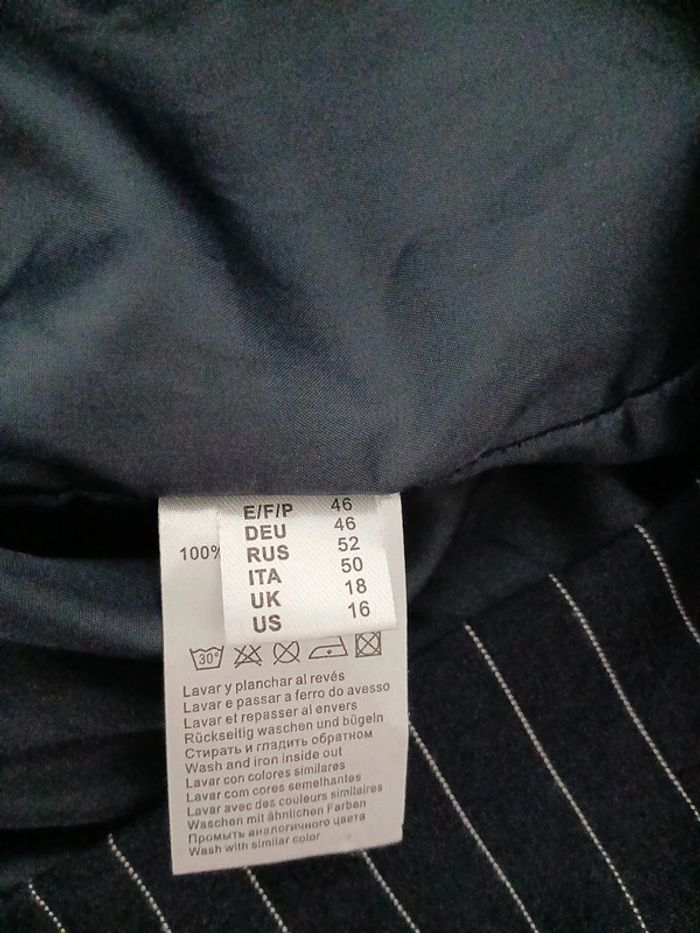 E/F/P 46
DEU 46
100% RUS 52
ITA 50
UK 18
US 16
30°
Lavar y planchar al revés
Lavar e passar a ferro do avesso
Lavar et repasser al envers
Rückseitig waschen und bügeln
Стирать и гладить обратном
Wash and iron inside out
Lavar con colores similares
Lavar com cores semelhantes
Lavar avec des couleurs similaires
Waschen mit ähnlichen Farben
Промыть аналогичного цвета
Wash with similar color